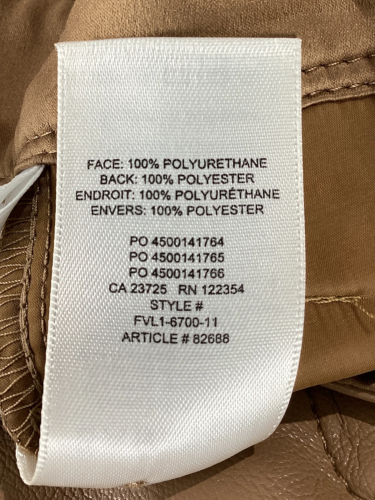 FACE: 100% POLYURETHANE
BACK: 100% POLYESTER
ENDROIT: 100% POLYURÉTHANE
ENVERS: 100% POLYESTER
PO 4500141764
PO 4500141765
PO 4500141766
CA 23725 RN 122354
STYLE #
FVL1-6700-11
ARTICLE # 82688